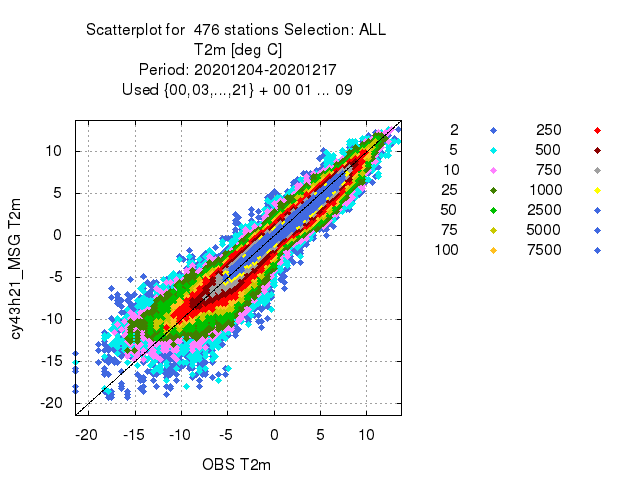 Scatterplot for  476 stations Selection: ALL
T2m [deg C]
Period: 20201204-20201217
Used {00,03,...,21} + 00 01 ... 09
2 250
5 500
10 750
25 1000
50 2500
75 5000
100 7500
10
5
0
-5
-10
-15
-20
cy43h21_MSG T2m
-20 -15 -10 -5 0 5 10
OBS T2m